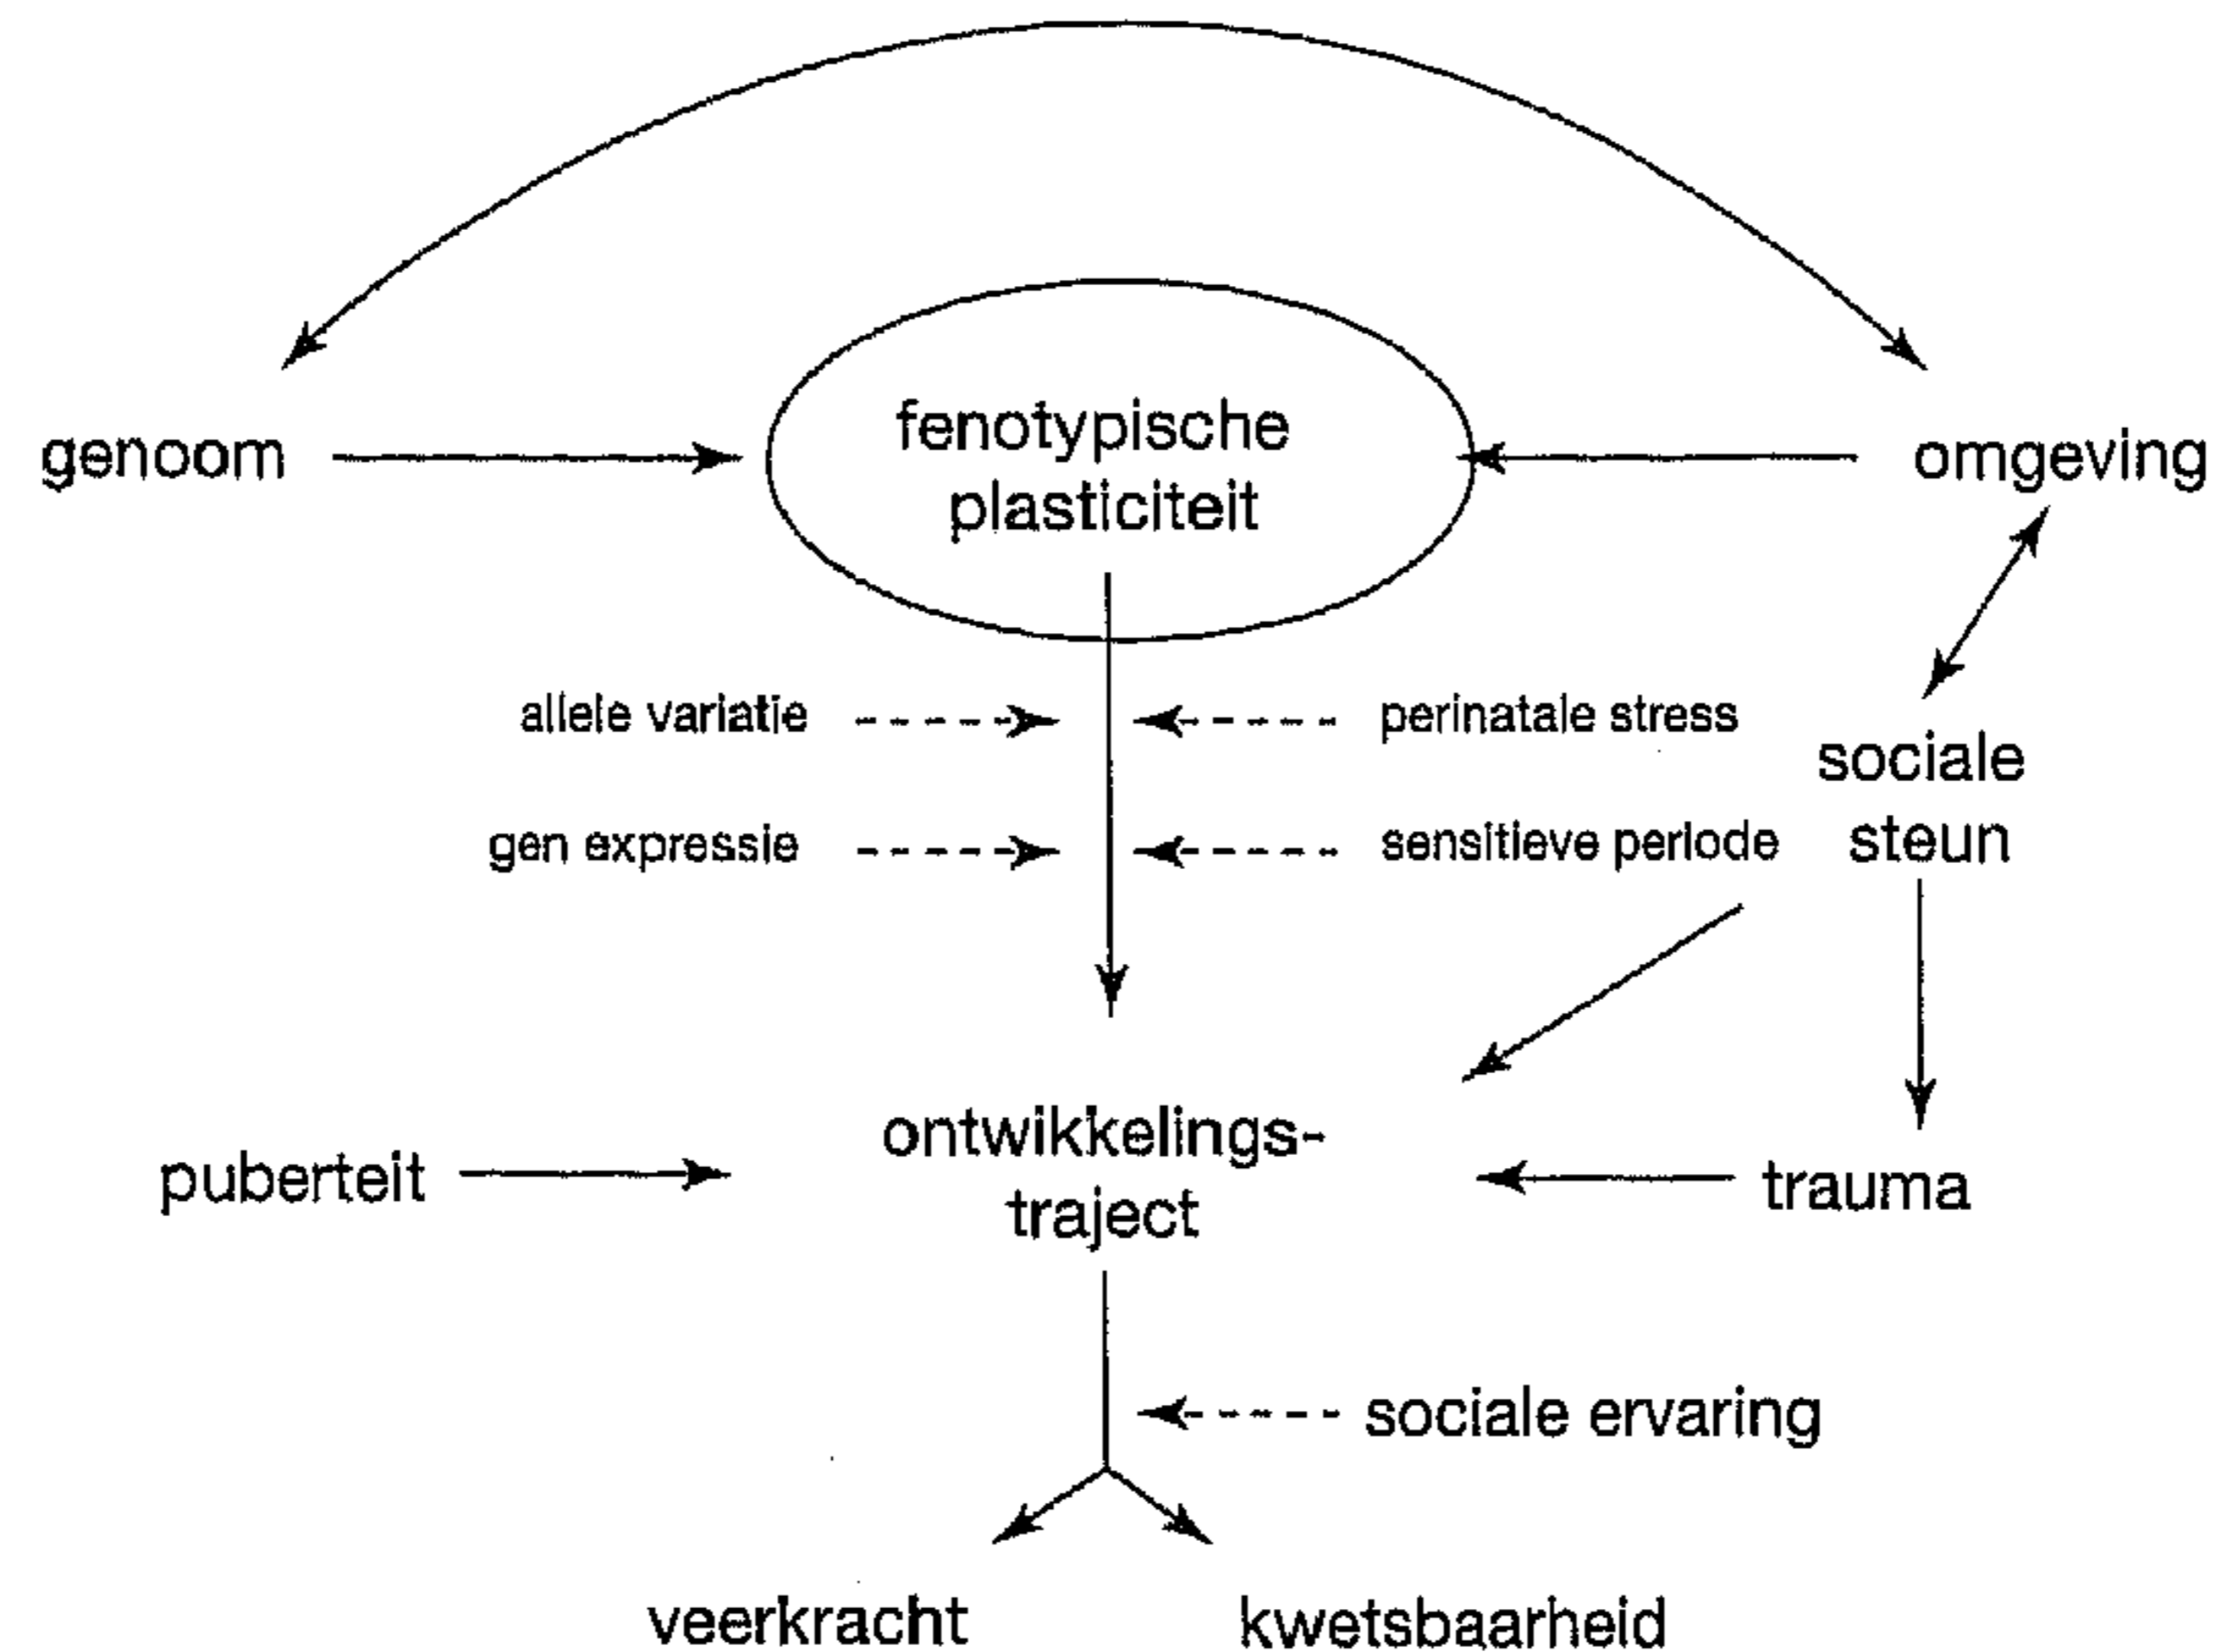 fenotypische
plasticiteit
genoom
omgeving
allele variatie
perinatale stress
sociale
steun
gen expressie
sensitieve periode
ontwikkelings-
traject
puberteit
trauma
sociale ervaring
veerkracht
kwetsbaarheid